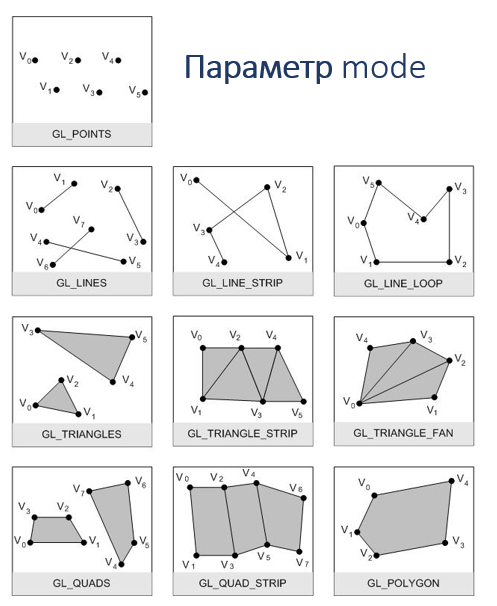 Параметр mode
V0 V2 V4
V1 V3 V5
GL_POINTS
V1 V2
V0 V7
V4 V3
V6 V5
GL_LINES
V0 V2
V3
V4 V1
GL_LINE_STRIP
V5 V3
V0 V4
V1 V2
GL_LINE_LOOP
V3 V5
V2 V4
V0 V1
GL_TRIANGLES
V0 V2 V4
V1 V3 V5
GL_TRIANGLE_STRIP
V4 V3
V2
V0 V1
GL_TRIANGLE_FAN
V7 V6
V3 V2
V0 V1 V5
V4
GL_QUADS
V0 V2 V4 V6
V1 V3 V5 V7
GL_QUAD_STRIP
V0 V4
V1
V2 V3
GL_POLYGON